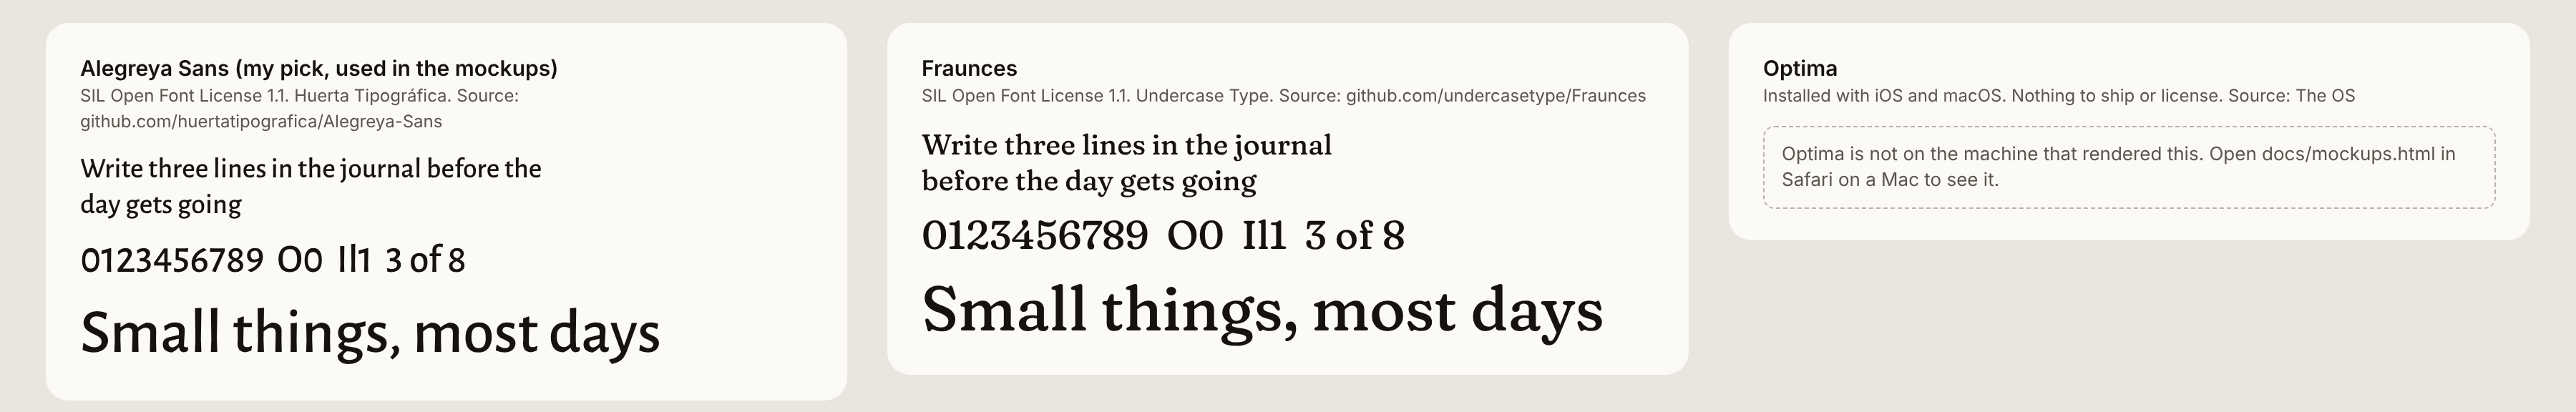 Alegreya Sans (my pick, used in the mockups)
SIL Open Font License 1.1. Huerta Tipográfica. Source:
github.com/huertatipografica/Alegreya-Sans
Write three lines in the journal before the
day gets going
0123456789 O0 Il1 3 of 8
Small things, most days
Fraunces
SIL Open Font License 1.1. Undercase Type. Source: github.com/undercasetype/Fraunces
Write three lines in the journal
before the day gets going
0123456789 O0 Il1 3 of 8
Small things, most days
Optima
Installed with iOS and macOS. Nothing to ship or license. Source: The OS
Optima is not on the machine that rendered this. Open docs/mockups.html in
Safari on a Mac to see it.